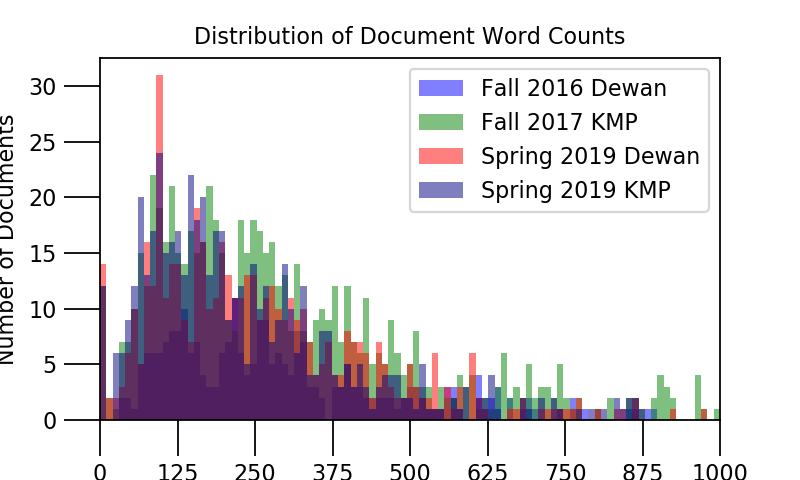 Distribution of Document Word Counts
Number of Documents
30
25
20
15
10
5
0
Fall 2016 Dewan
Fall 2017 KMP
Spring 2019 Dewan
Spring 2019 KMP
0 125 250 375 500 625 750 875 1000